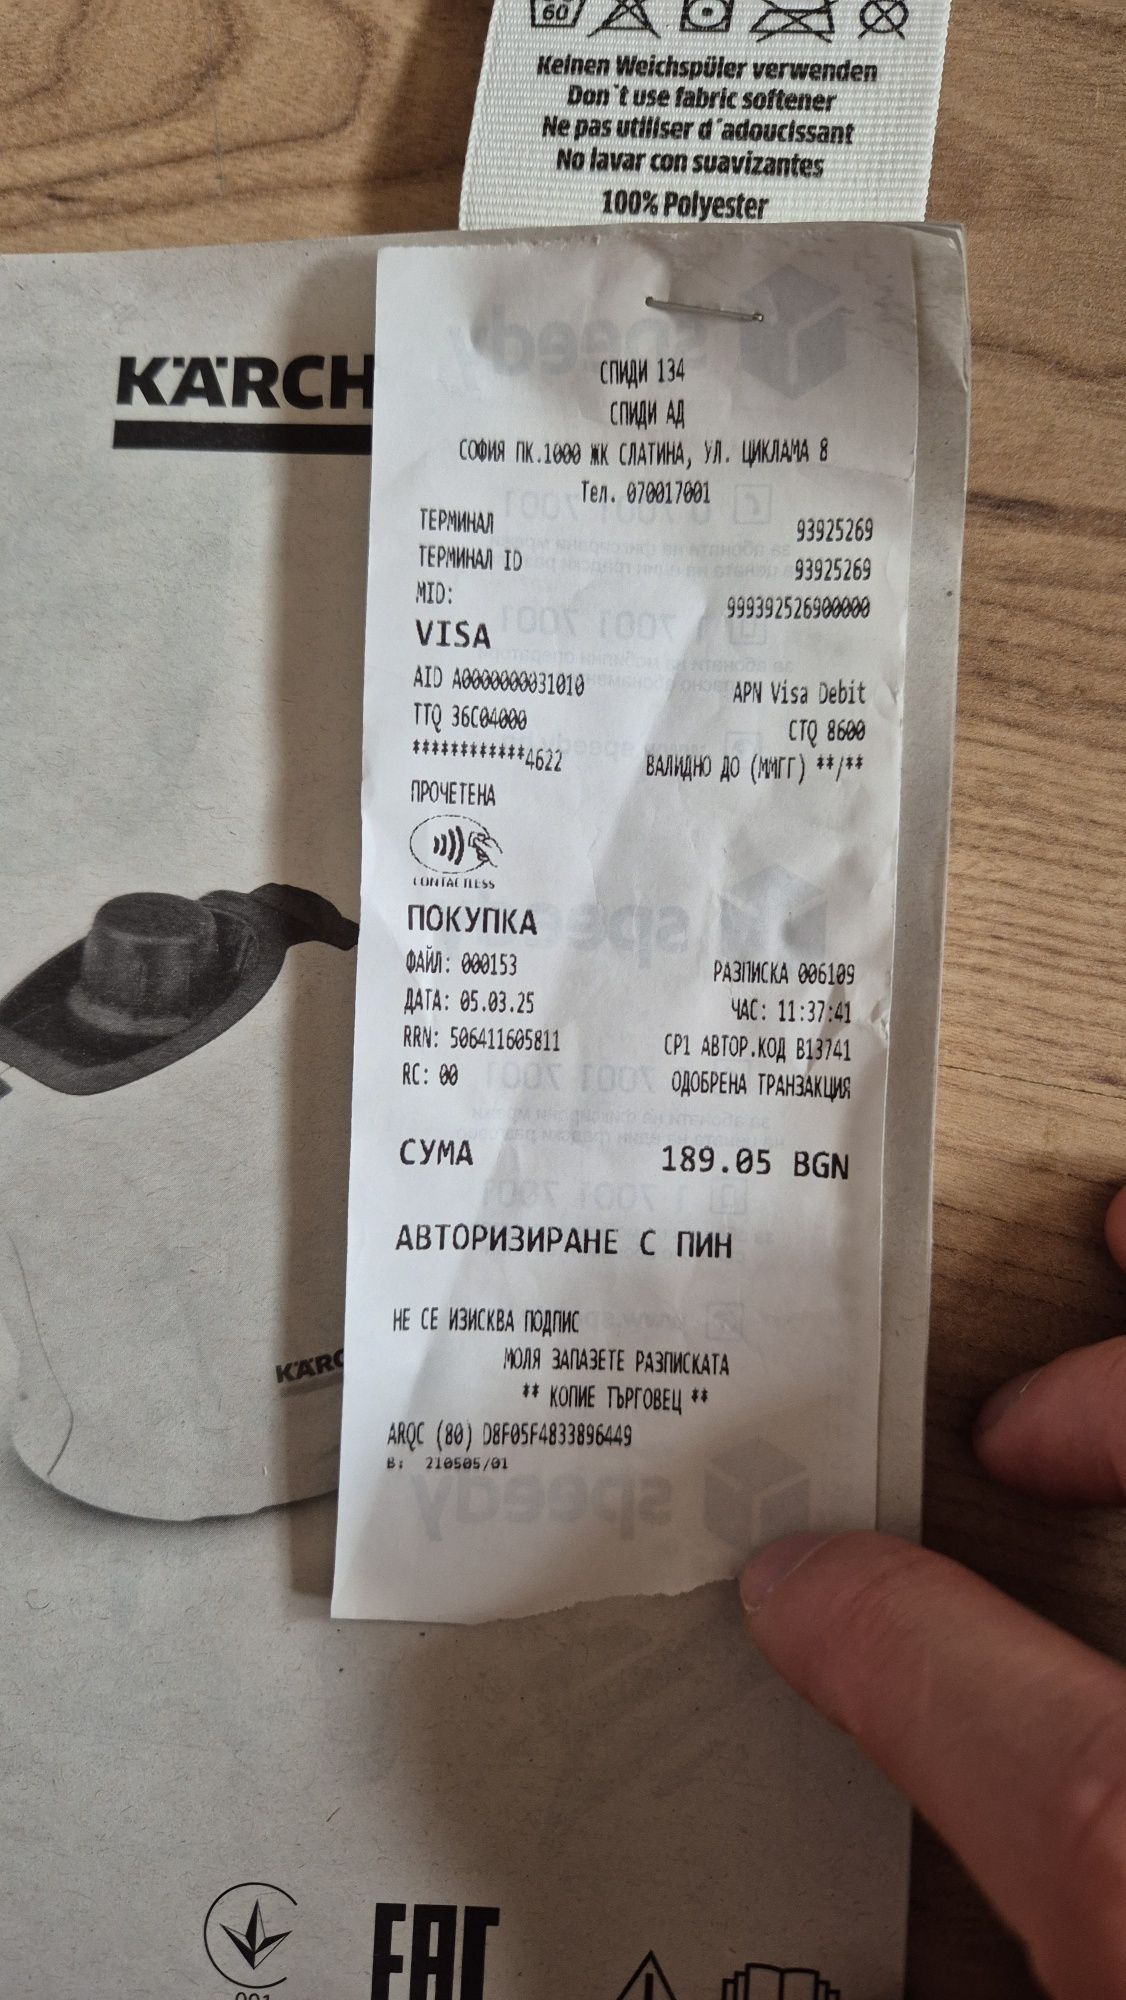 60
Keinen Weichspüler verwenden
Don´t use fabric softener
Ne pas utiliser d´adoucissant
No lavar con suavizantes
100% Polyester
KÄRCH
speedy
СПИДИ 134
СПИДИ АД
СОФИЯ ПК.1000 ЖК СЛАТИНА, УЛ. ЦИКЛАМА 8
Тел. 070017001
ТЕРМИНАЛ 93925269
ТЕРМИНАЛ ID 93925269
MID: 999392526900000
VISA
AID A0000000031010 APN Visa Debit
TTQ 36C04000 CTQ 8600
************4622 ВАЛИДНО ДО (ММГГ) **/**
ПРОЧЕТЕНА
CONTACTLESS
ПОКУПКА
ФАЙЛ: 000153 РАЗПИСКА 006109
ДАТА: 05.03.25 ЧАС: 11:37:41
RRN: 506411605811 CP1 АВТОР.КОД B13741
RC: 00 ОДОБРЕНА ТРАНЗАКЦИЯ
СУМА 189.05 BGN
АВТОРИЗИРАНЕ С ПИН
НЕ СЕ ИЗИСКВА ПОДПИС
МОЛЯ ЗАПАЗЕТЕ РАЗПИСКАТА
** КОПИЕ ТЪРГОВЕЦ **
ARQC (80) D8F05F4833896449
B: 210505/01
speedy
KÄRC
EAC
001